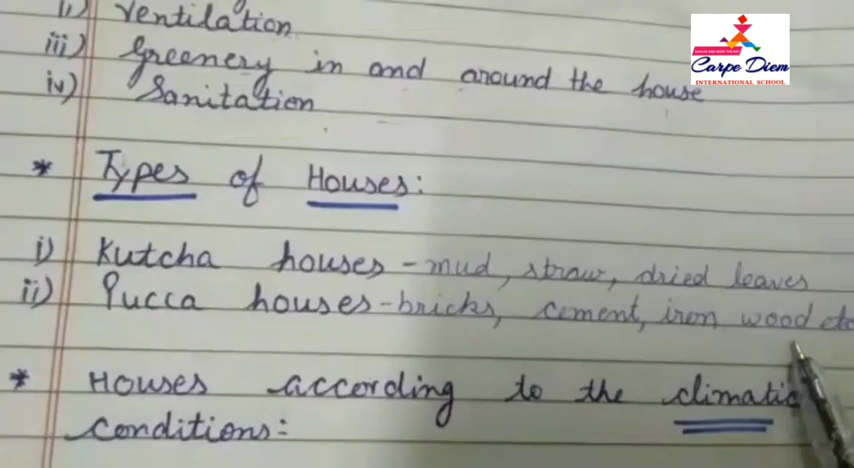 ii) Ventilation
iii) Greenery in and around the house
iv) Sanitation
* Types of Houses:
i) Kutcha houses - mud, straw, dried leaves
ii) Pucca houses - bricks, cement, iron wood etc
* Houses according to the climatic
conditions:
Carpe Diem
INTERNATIONAL SCHOOL